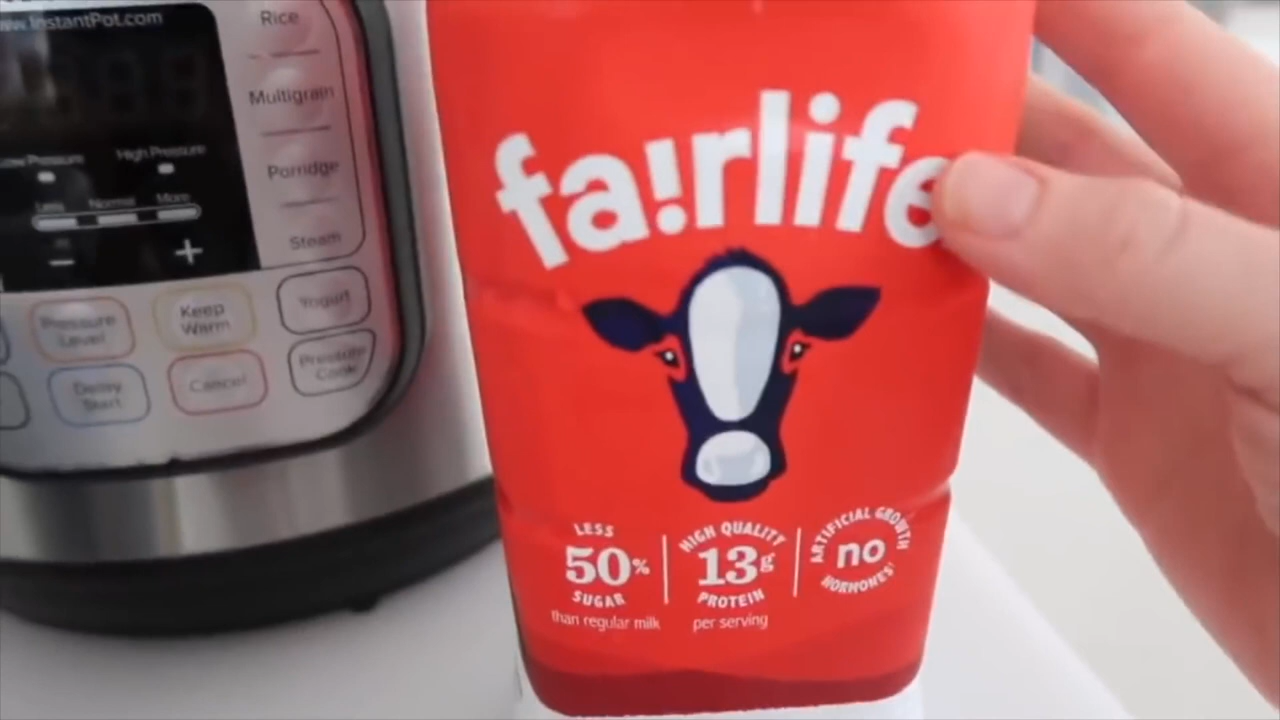 www.InstantPot.com
Rice
Multigrain
Porridge
Steam
Low Pressure
High Pressure
Less
Normal
More
Yogurt
Pressure
Level
Keep
Warm
Delay
Start
Cancel
Pressure
Cook
fa!rlife
LESS
50%
SUGAR
than regular milk
HIGH QUALITY
13g
PROTEIN
per serving
ARTIFICIAL GROWTH
no
HORMONES